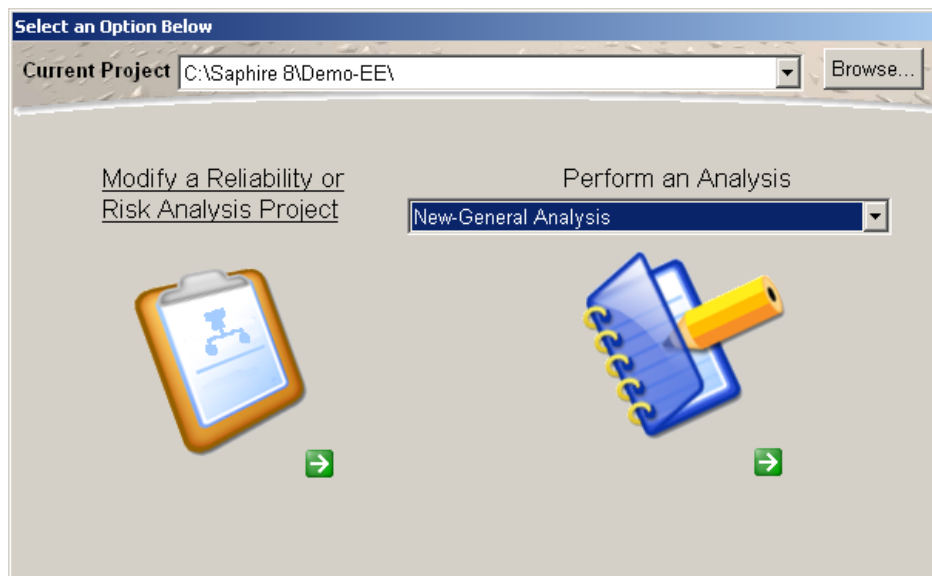 Select an Option Below
Current Project C:\Saphire 8\Demo-EE\ Browse...
Modify a Reliability or
Risk Analysis Project
Perform an Analysis
New-General Analysis